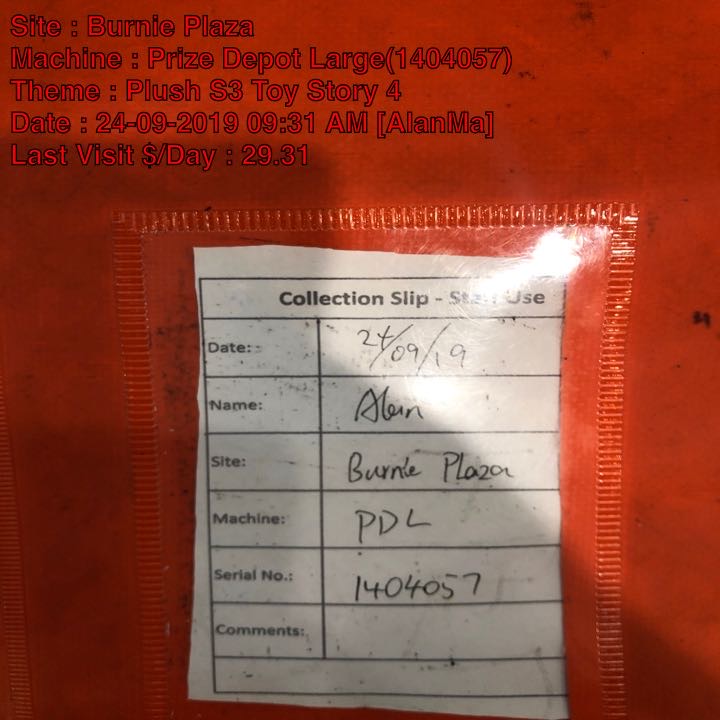 Site : Burnie Plaza
Machine : Prize Depot Large(1404057)
Theme : Plush S3 Toy Story 4
Date : 24-09-2019 09:31 AM [AlanMa]
Last Visit $/Day : 29.31
Collection Slip - Staff Use
Date: 24/09/19
Name: Alan
Site: Burnie Plaza
Machine: PDL
Serial No.: 1404057
Comments: